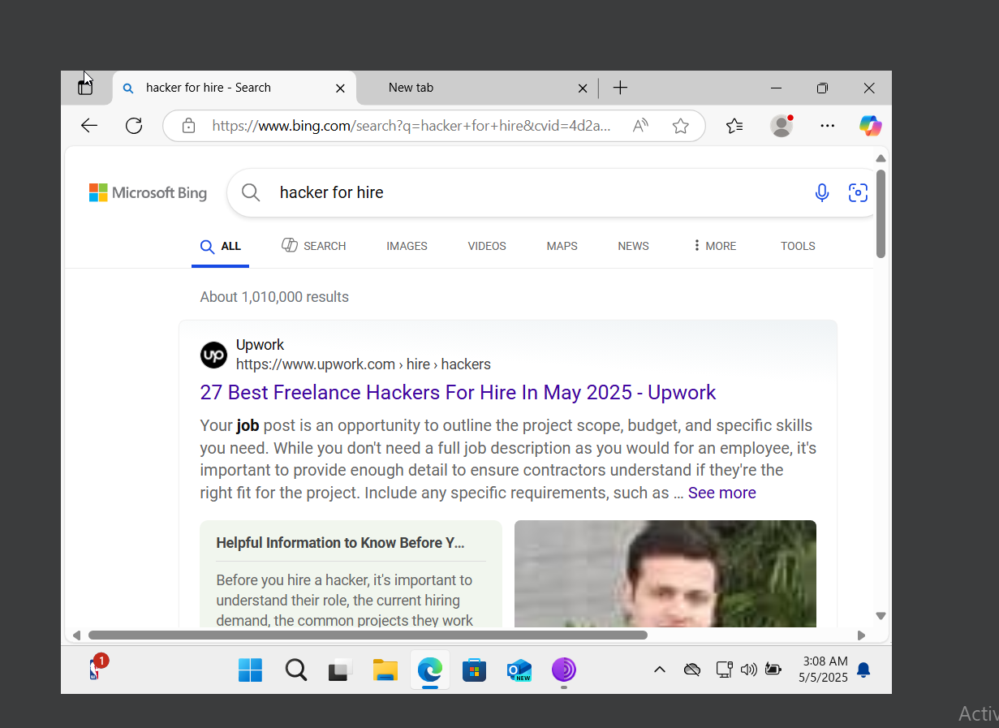 hacker for hire - Search
New tab
https://www.bing.com/search?q=hacker+for+hire&cvid=4d2a...
Microsoft Bing
hacker for hire
ALL
SEARCH
IMAGES
VIDEOS
MAPS
NEWS
MORE
TOOLS
About 1,010,000 results
up
Upwork
https://www.upwork.com › hire › hackers
27 Best Freelance Hackers For Hire In May 2025 - Upwork
Your job post is an opportunity to outline the project scope, budget, and specific skills
you need. While you don't need a full job description as you would for an employee, it's
important to provide enough detail to ensure contractors understand if they're the
right fit for the project. Include any specific requirements, such as ... See more
Helpful Information to Know Before Y...
Before you hire a hacker, it's important to
understand their role, the current hiring
demand, the common projects they work
1
NEW
3:08 AM
5/5/2025
Activ